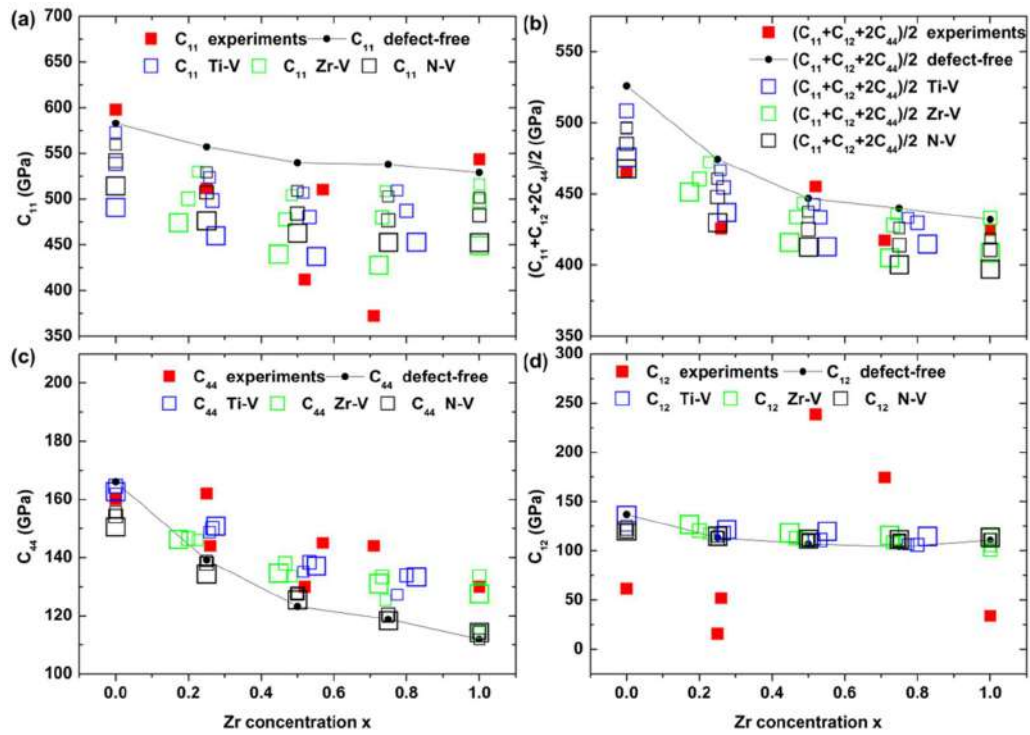 (a)
C₁₁ experiments C₁₁ defect-free
C₁₁ Ti-V C₁₁ Zr-V C₁₁ N-V
C₁₁ (GPa)
700
650
600
550
500
450
400
350
(b)
(C₁₁+C₁₂+2C₄₄)/2 experiments
(C₁₁+C₁₂+2C₄₄)/2 defect-free
(C₁₁+C₁₂+2C₄₄)/2 Ti-V
(C₁₁+C₁₂+2C₄₄)/2 Zr-V
(C₁₁+C₁₂+2C₄₄)/2 N-V
(C₁₁+C₁₂+2C₄₄)/2 (GPa)
550
500
450
400
350
(c)
C₄₄ experiments C₄₄ defect-free
C₄₄ Ti-V C₄₄ Zr-V C₄₄ N-V
C₄₄ (GPa)
200
180
160
140
120
100
0.0 0.2 0.4 0.6 0.8 1.0
Zr concentration x
(d)
C₁₂ experiments C₁₂ defect-free
C₁₂ Ti-V C₁₂ Zr-V C₁₂ N-V
C₁₂ (GPa)
300
250
200
150
100
50
0
0.0 0.2 0.4 0.6 0.8 1.0
Zr concentration x